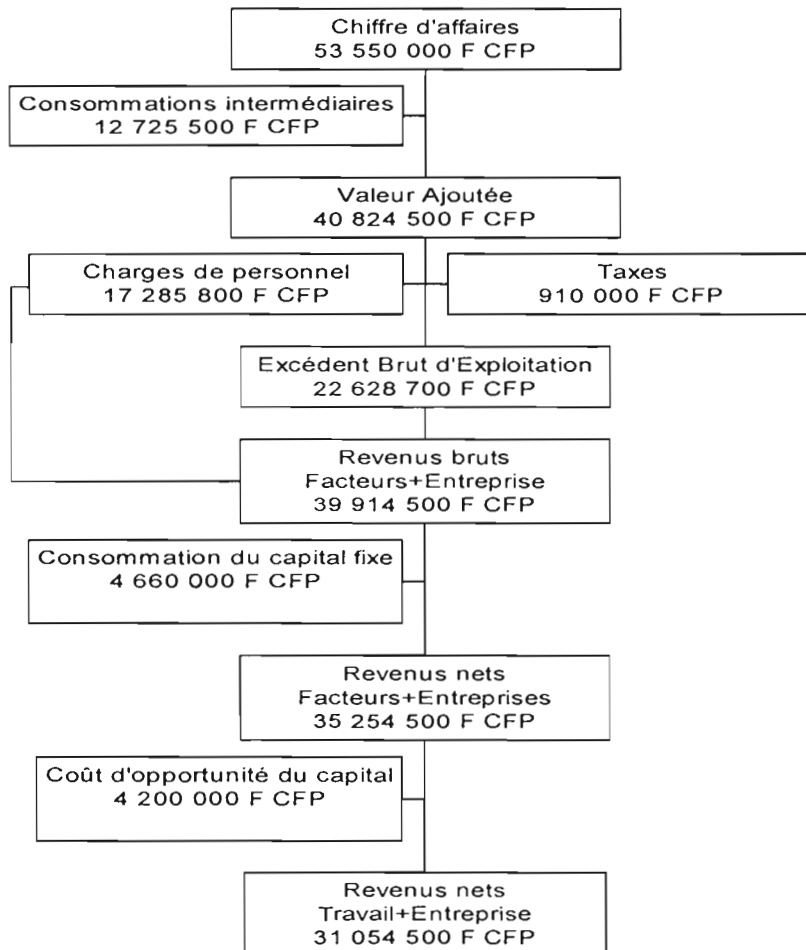 Chiffre d'affaires
53 550 000 F CFP
Consommations intermédiaires
12 725 500 F CFP
Valeur Ajoutée
40 824 500 F CFP
Charges de personnel
17 285 800 F CFP
Taxes
910 000 F CFP
Excédent Brut d'Exploitation
22 628 700 F CFP
Revenus bruts
Facteurs+Entreprise
39 914 500 F CFP
Consommation du capital fixe
4 660 000 F CFP
Revenus nets
Facteurs+Entreprises
35 254 500 F CFP
Coût d'opportunité du capital
4 200 000 F CFP
Revenus nets
Travail+Entreprise
31 054 500 F CFP